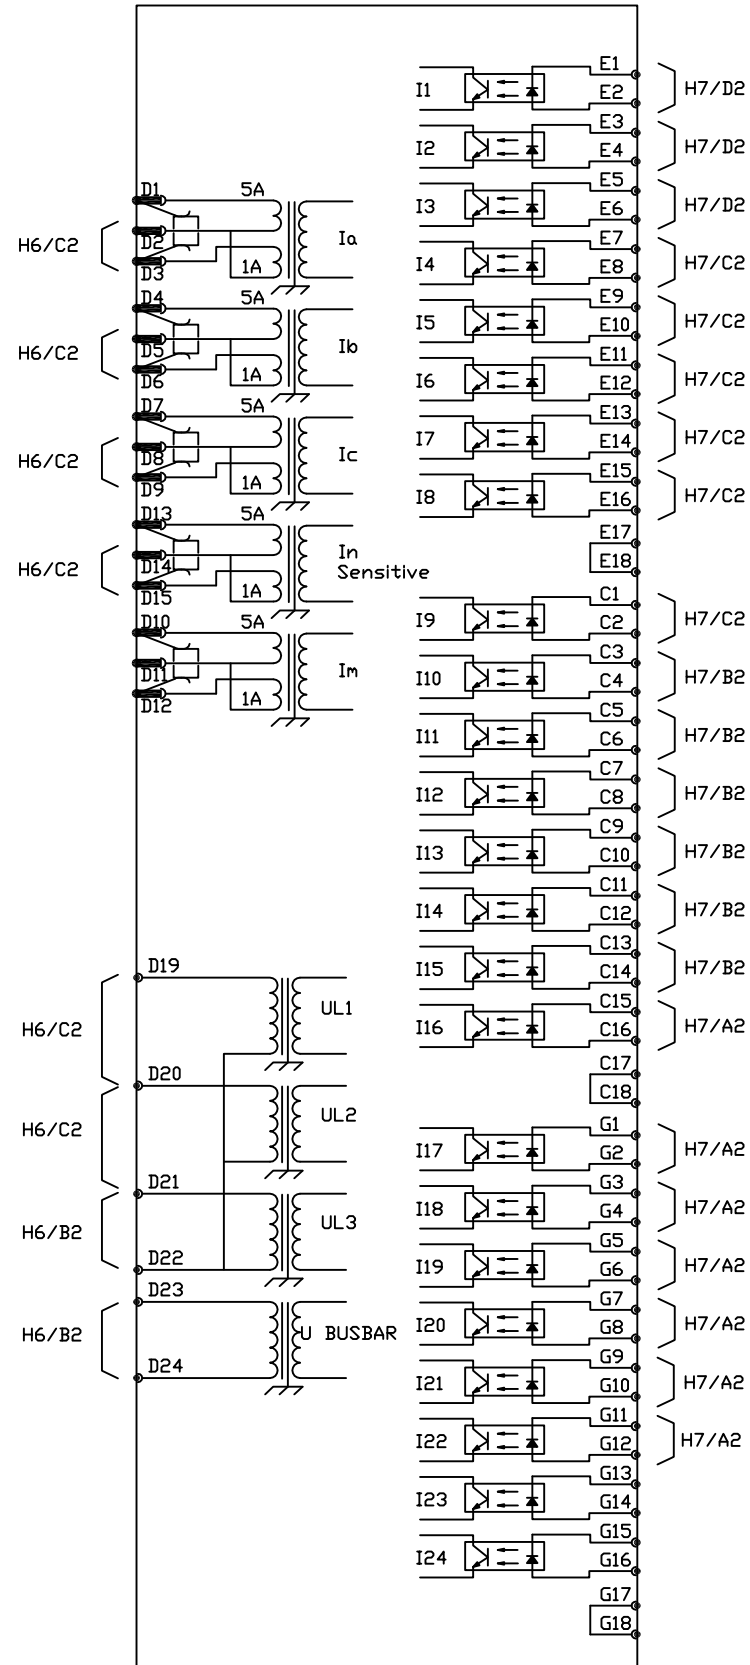 D1
5A
H6/C2
D2
Ia
D3
1A
D4
5A
H6/C2
D5
Ib
D6
1A
D7
5A
H6/C2
D8
Ic
D9
1A
D13
5A
H6/C2
D14
In
Sensitive
D15
1A
D10
5A
D11
Im
D12
1A
D19
UL1
H6/C2
D20
UL2
H6/C2
D21
UL3
H6/B2
D22
D23
U BUSBAR
H6/B2
D24
E1
I1
E2
H7/D2
E3
I2
E4
H7/D2
E5
I3
E6
H7/D2
E7
I4
E8
H7/C2
E9
I5
E10
H7/C2
E11
I6
E12
H7/C2
E13
I7
E14
H7/C2
E15
I8
E16
H7/C2
E17
E18
C1
I9
C2
H7/C2
C3
I10
C4
H7/B2
C5
I11
C6
H7/B2
C7
I12
C8
H7/B2
C9
I13
C10
H7/B2
C11
I14
C12
H7/B2
C13
I15
C14
H7/B2
C15
I16
C16
H7/A2
C17
C18
G1
I17
G2
H7/A2
G3
I18
G4
H7/A2
G5
I19
G6
H7/A2
G7
I20
G8
H7/A2
G9
I21
G10
H7/A2
G11
I22
G12
H7/A2
G13
I23
G14
G15
I24
G16
G17
G18